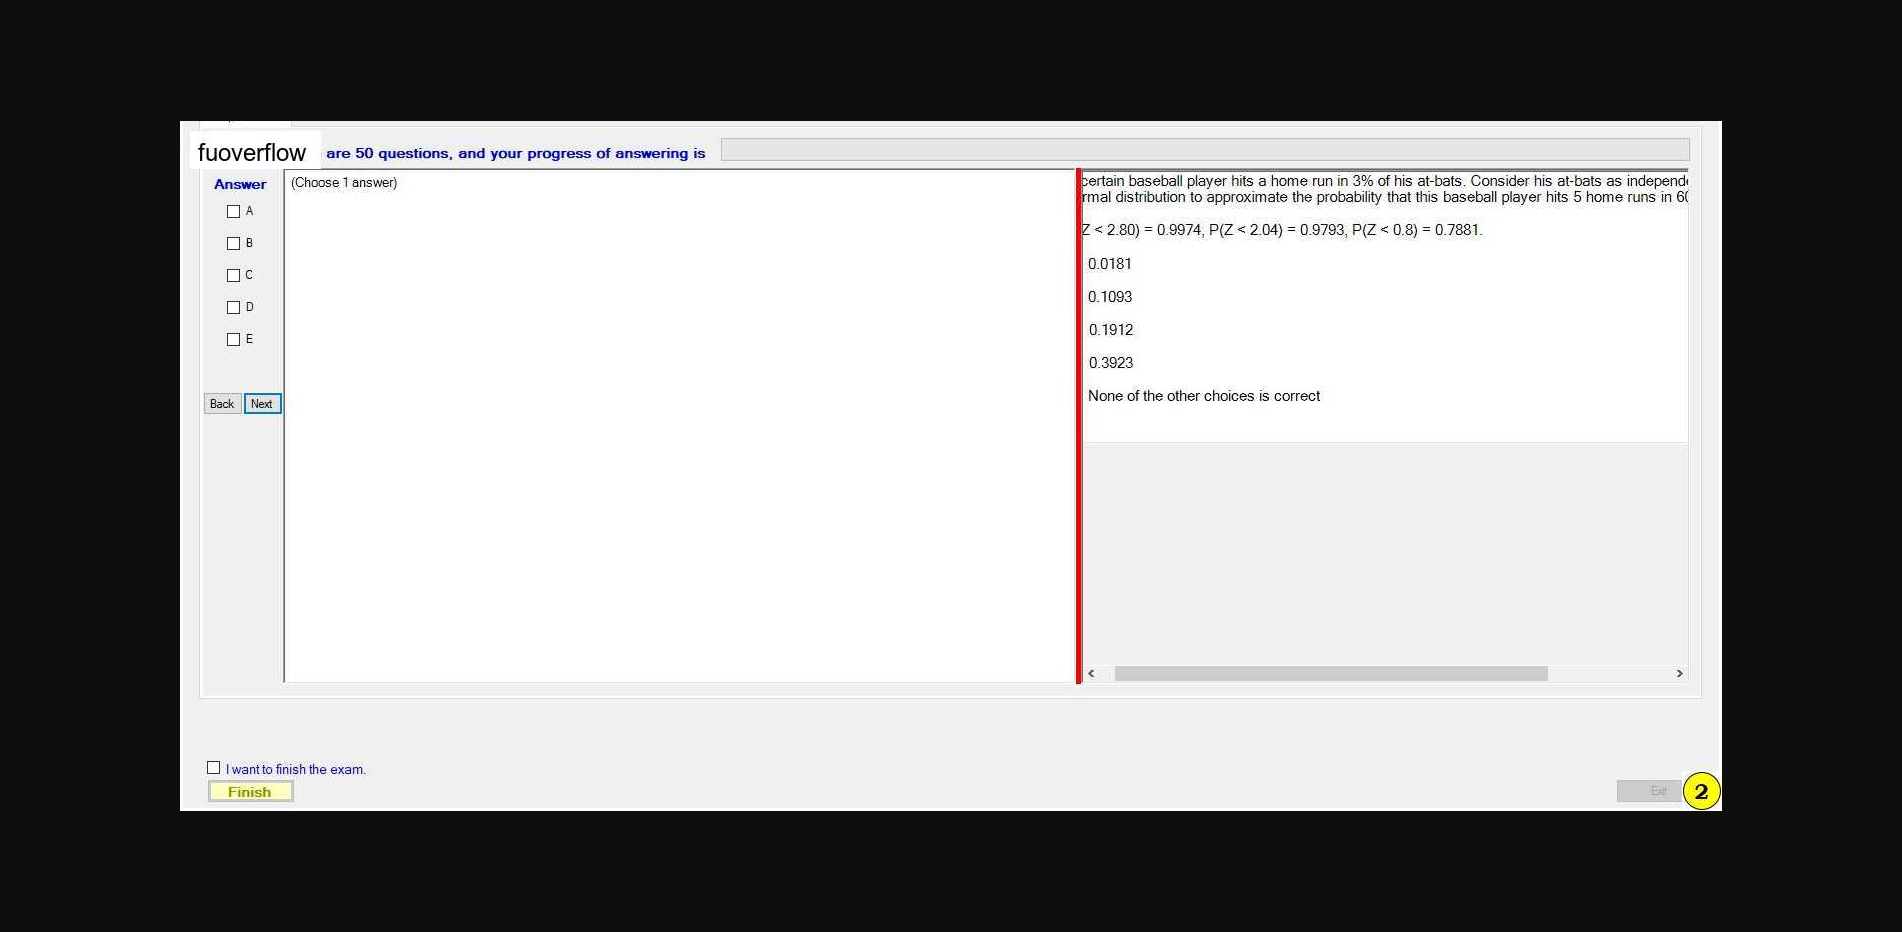 fuoverflow are 50 questions, and your progress of answering is
Answer
(Choose 1 answer)
A
B
C
D
E
Back Next
certain baseball player hits a home run in 3% of his at-bats. Consider his at-bats as
rmal distribution to approximate the probability that this baseball player hits 5 home runs in
Z < 2.80) = 0.9974, P(Z < 2.04) = 0.9793, P(Z < 0.8) = 0.7881.
0.0181
0.1093
0.1912
0.3923
None of the other choices is correct
I want to finish the exam.
Finish
Exit
2